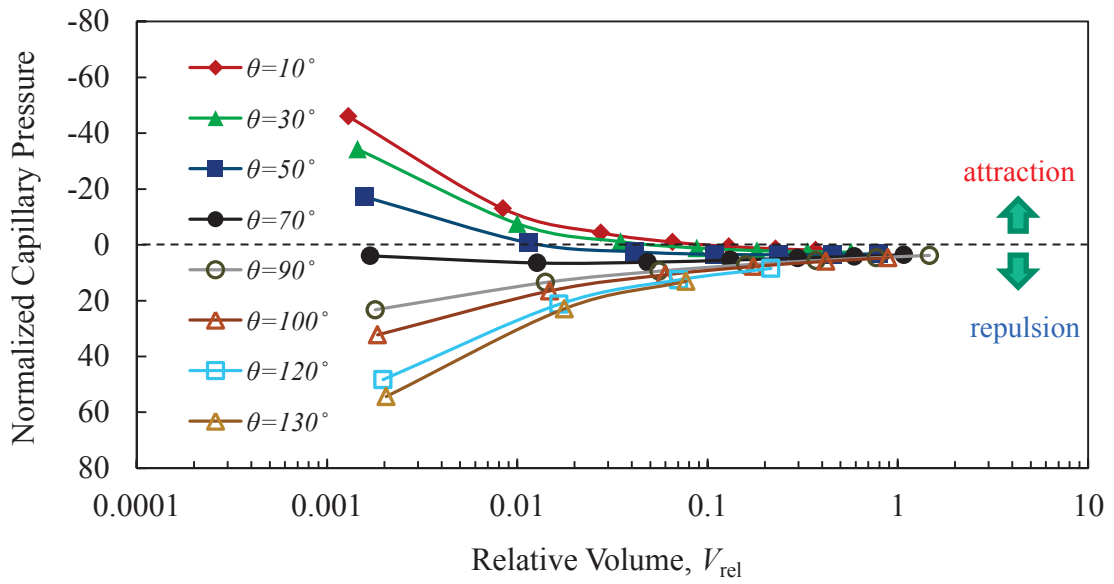 Normalized Capillary Pressure
-80
-60
-40
-20
0
20
40
60
80
θ=10˚
θ=30˚
θ=50˚
θ=70˚
θ=90˚
θ=100˚
θ=120˚
θ=130˚
attraction
repulsion
0.0001
0.001
0.01
0.1
1
10
Relative Volume, Vrel